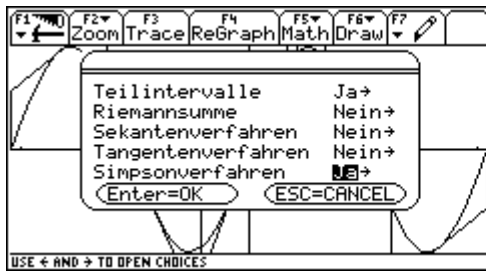 F1 F2 F3 F4 F5 F6 F7
Zoom Trace ReGraph Math Draw
Teilintervalle Ja→
Riemannsumme Nein→
Sekantenverfahren Nein→
Tangentenverfahren Nein→
Simpsonverfahren Ja→
Enter=OK ESC=CANCEL
USE ← AND → TO OPEN CHOICES